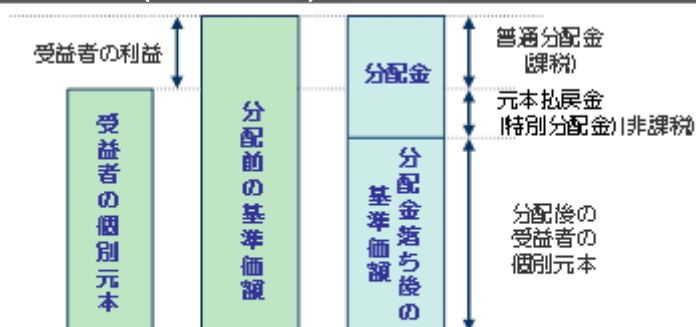 受益者の利益
受益者の個別元本
分配前の基準価額
分配金
分配金落ち後の
基準価額
普通分配金
(課税)
元本払戻金
(特別分配金)(非課税)
分配後の
受益者の
個別元本